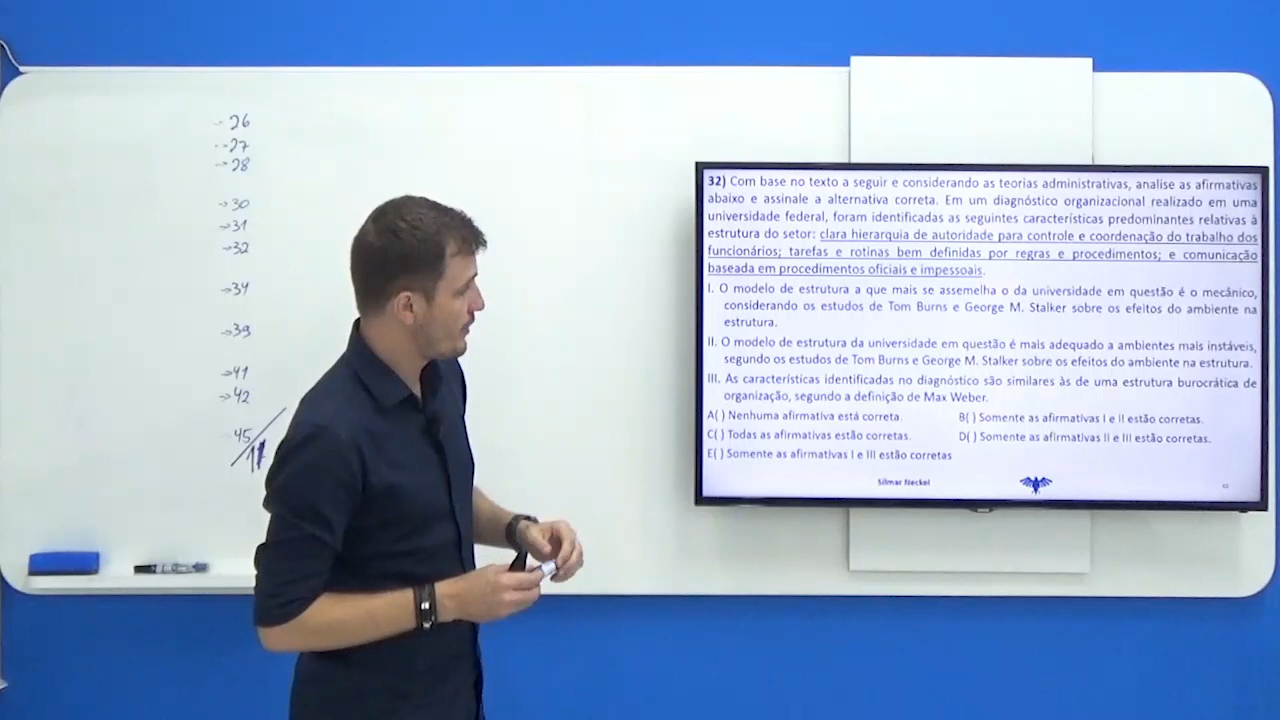 26
27
28
30
31
32
34
39
41
42
45
11
32) Com base no texto a seguir e considerando as teorias administrativas, analise as afirmativas
abaixo e assinale a alternativa correta. Em um diagnóstico organizacional realizado em uma
universidade federal, foram identificadas as seguintes características predominantes relativas à
estrutura do setor: clara hierarquia de autoridade para controle e coordenação do trabalho dos
funcionários; tarefas e rotinas bem definidas por regras e procedimentos; e comunicação
baseada em procedimentos oficiais e impessoais.
I. O modelo de estrutura a que mais se assemelha o da universidade em questão é o mecânico,
considerando os estudos de Tom Burns e George M. Stalker sobre os efeitos do ambiente na
estrutura.
II. O modelo de estrutura da universidade em questão é mais adequado a ambientes mais instáveis,
segundo os estudos de Tom Burns e George M. Stalker sobre os efeitos do ambiente na estrutura.
III. As características identificadas no diagnóstico são similares às de uma estrutura burocrática de
organização, segundo a definição de Max Weber.
A( ) Nenhuma afirmativa está correta. B( ) Somente as afirmativas I e II estão corretas.
C( ) Todas as afirmativas estão corretas. D( ) Somente as afirmativas II e III estão corretas.
E( ) Somente as afirmativas I e III estão corretas
Silmar Neckel